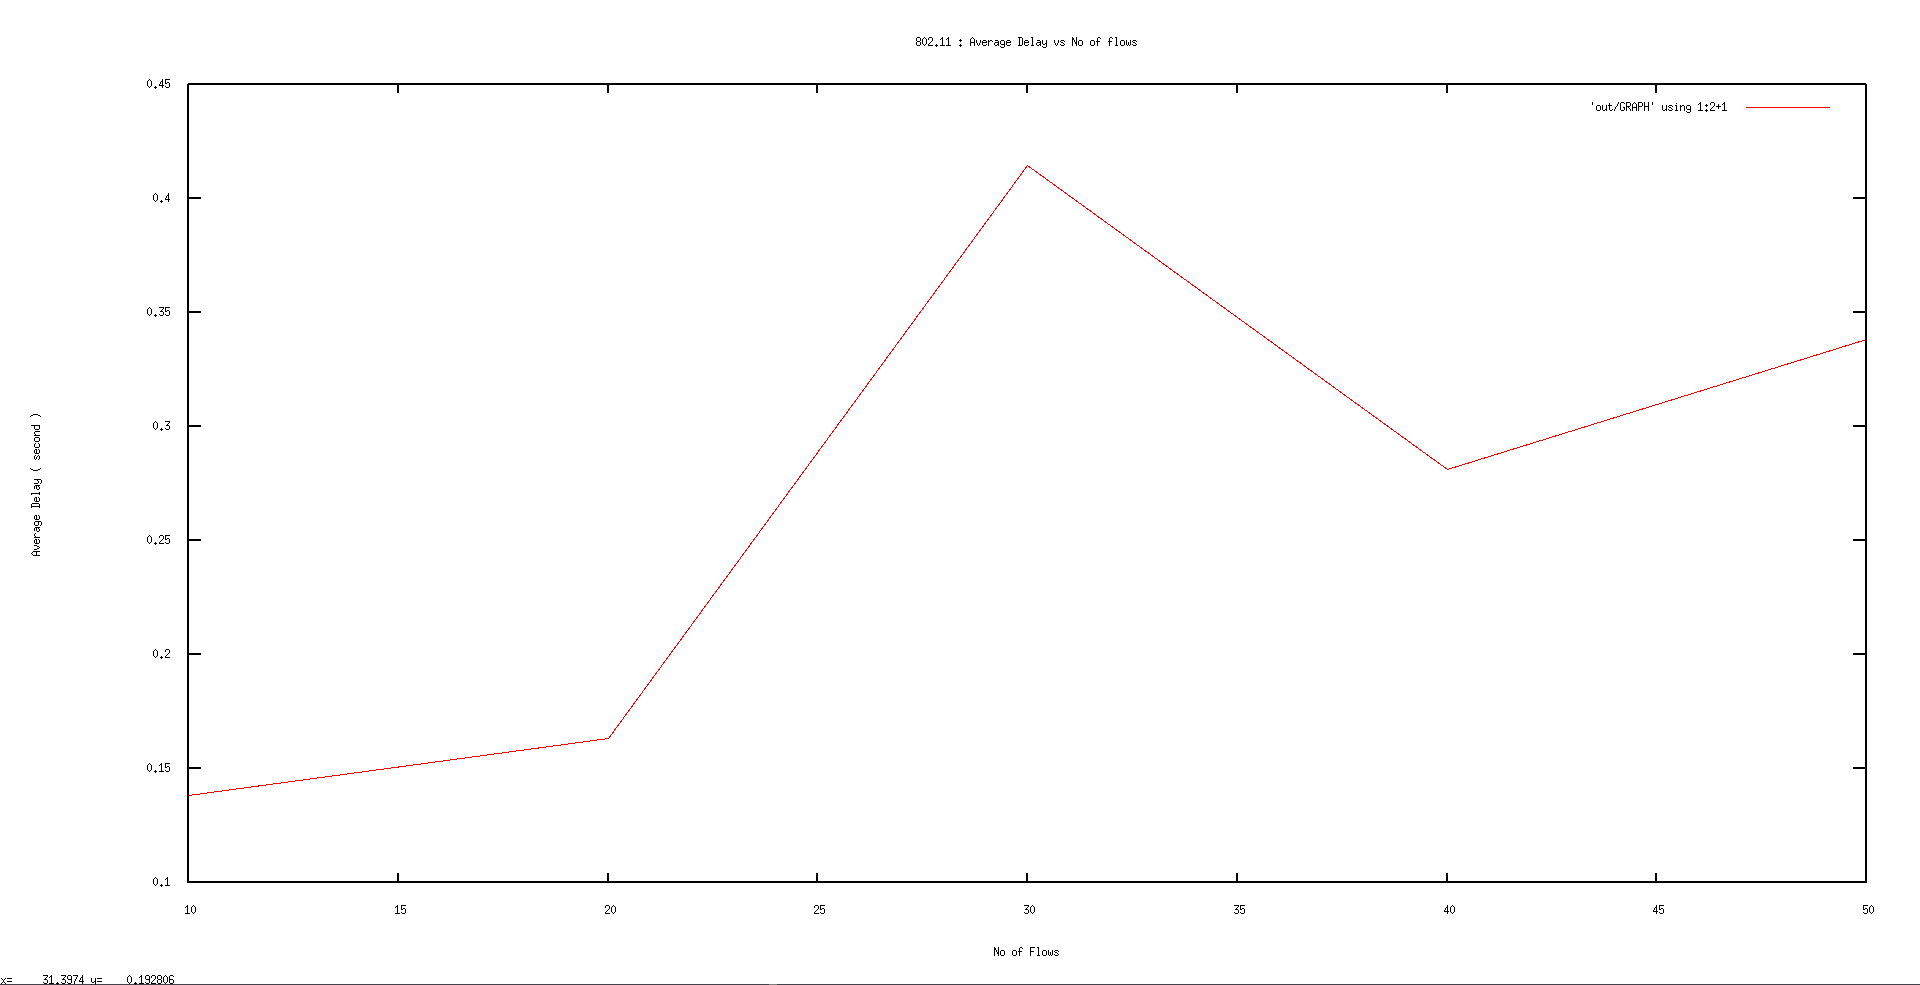 802.11 : Average Delay vs No of flows
'out/GRAPH' using 1:2+1
0.45
0.4
0.35
0.3
0.25
0.2
0.15
0.1
Average Delay ( second )
10 15 20 25 30 35 40 45 50
No of Flows
x= 31.3974 y= 0.192806